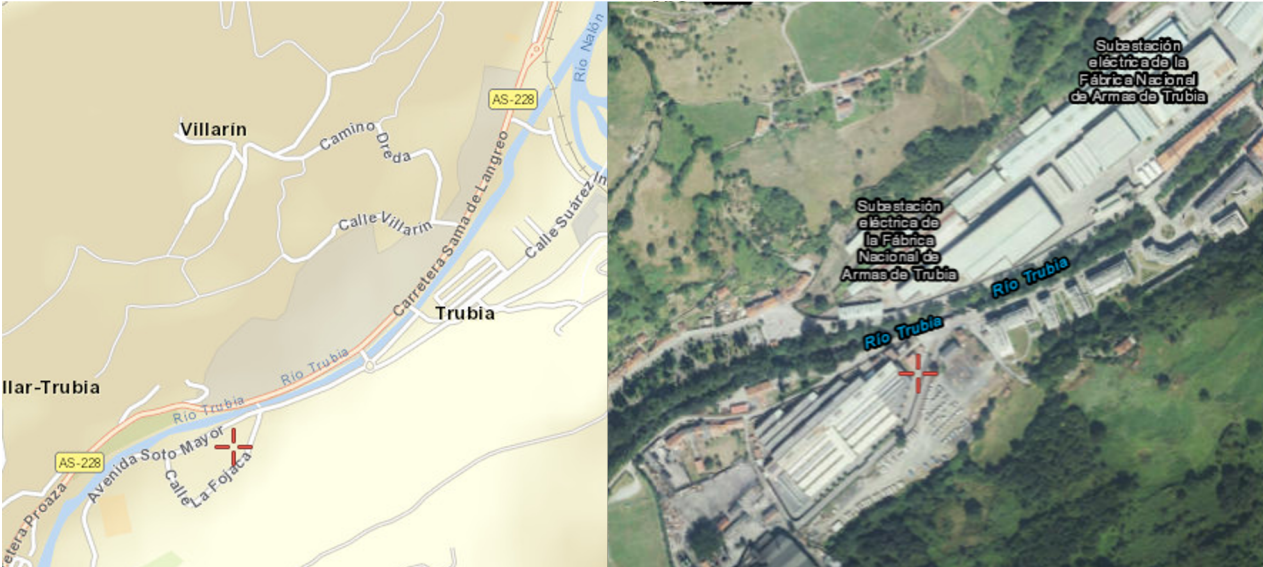 Río Nalón
AS-228
Villarín
Camino Dreda
Calle Villarín
Carretera Sama de Langreo
Calle Suárez In
Trubia
Río Trubia
llar-Trubia
Río Trubia
AS-228
Avenida Soto Mayor
Calle La Fojaca
etera Proaza
Subestación
eléctrica de la
Fábrica Nacional
de Armas de Trubia
Subestación
eléctrica de
la Fábrica
Nacional de
Armas de Trubia
Río Trubia
Río Trubia